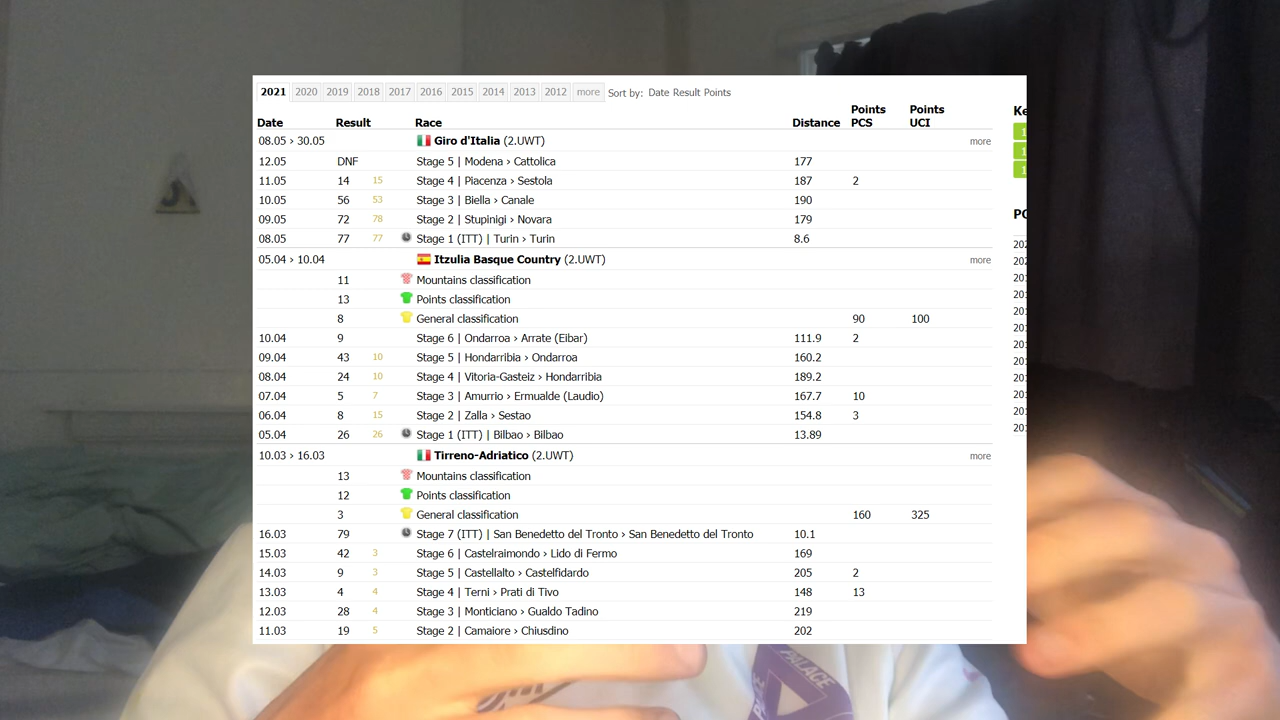 2021 2020 2019 2018 2017 2016 2015 2014 2013 2012 more Sort by: Date Result Points
Date Result Race Distance Points PCS Points UCI
08.05 › 30.05 Giro d'Italia (2.UWT) more
12.05 DNF Stage 5 | Modena › Cattolica 177
11.05 14 15 Stage 4 | Piacenza › Sestola 187 2
10.05 56 53 Stage 3 | Biella › Canale 190
09.05 72 78 Stage 2 | Stupinigi › Novara 179
08.05 77 77 Stage 1 (ITT) | Turin › Turin 8.6
05.04 › 10.04 Itzulia Basque Country (2.UWT) more
11 Mountains classification
13 Points classification
8 General classification 90 100
10.04 9 Stage 6 | Ondarroa › Arrate (Eibar) 111.9 2
09.04 43 10 Stage 5 | Hondarribia › Ondarroa 160.2
08.04 24 10 Stage 4 | Vitoria-Gasteiz › Hondarribia 189.2
07.04 5 7 Stage 3 | Amurrio › Ermualde (Laudio) 167.7 10
06.04 8 15 Stage 2 | Zalla › Sestao 154.8 3
05.04 26 26 Stage 1 (ITT) | Bilbao › Bilbao 13.89
10.03 › 16.03 Tirreno-Adriatico (2.UWT) more
13 Mountains classification
12 Points classification
3 General classification 160 325
16.03 79 Stage 7 (ITT) | San Benedetto del Tronto › San Benedetto del Tronto 10.1
15.03 42 3 Stage 6 | Castelraimondo › Lido di Fermo 169
14.03 9 3 Stage 5 | Castellalto › Castelfidardo 205 2
13.03 4 4 Stage 4 | Terni › Prati di Tivo 148 13
12.03 28 4 Stage 3 | Monticiano › Gualdo Tadino 219
11.03 19 5 Stage 2 | Camaiore › Chiusdino 202
PALACE